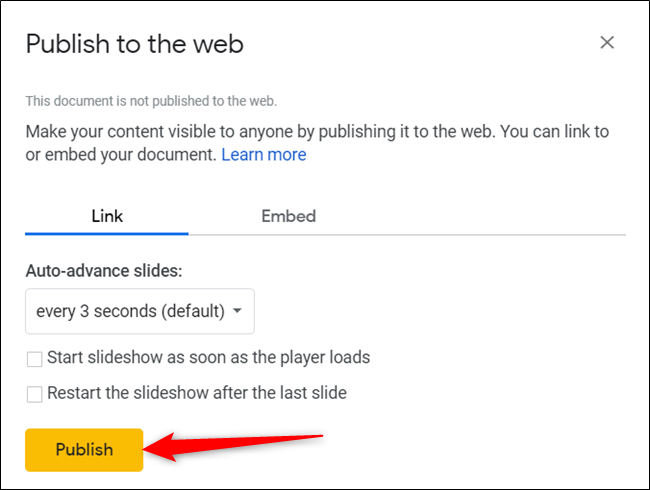 Publish to the web
This document is not published to the web.
Make your content visible to anyone by publishing it to the web. You can link to
or embed your document. Learn more
Link Embed
Auto-advance slides:
every 3 seconds (default)
Start slideshow as soon as the player loads
Restart the slideshow after the last slide
Publish